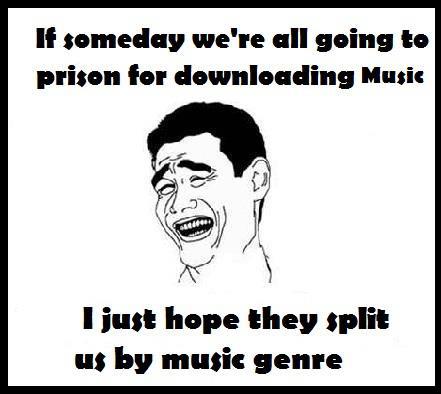 If someday we're all going to
prison for downloading Music
I just hope they split
us by music genre